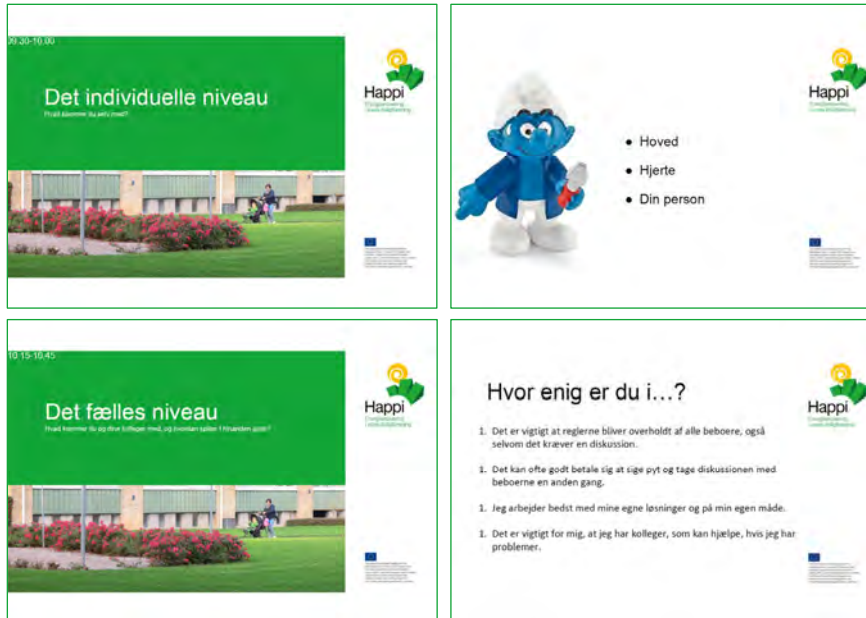 09.30-10.00
Det individuelle niveau
Hvad kommer du selv med?
Happi
● Hoved
● Hjerte
● Din person
Happi
10.15-10.45
Det fælles niveau
Hvad kommer du og dine kolleger med, og hvordan spiller I hinanden gode?
Happi
Hvor enig er du i…?
1. Det er vigtigt at reglerne bliver overholdt af alle beboere, også
selvom det kræver en diskussion.
1. Det kan ofte godt betale sig at sige pyt og tage diskussionen med
beboerne en anden gang.
1. Jeg arbejder bedst med mine egne løsninger og på min egen måde.
1. Det er vigtigt for mig, at jeg har kolleger, som kan hjælpe, hvis jeg har
problemer.
Happi